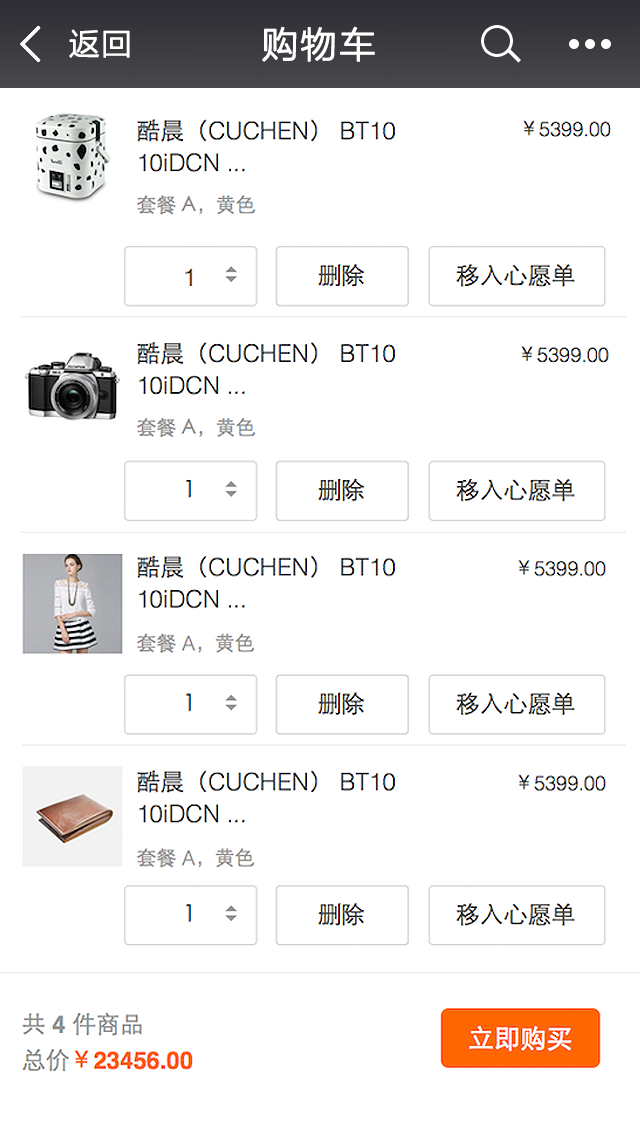 返回
购物车
酷晨（CUCHEN） BT10
¥5399.00
10iDCN ...
套餐 A，黄色
1
删除
移入心愿单
酷晨（CUCHEN） BT10
¥5399.00
10iDCN ...
套餐 A，黄色
1
删除
移入心愿单
酷晨（CUCHEN） BT10
¥5399.00
10iDCN ...
套餐 A，黄色
1
删除
移入心愿单
酷晨（CUCHEN） BT10
¥5399.00
10iDCN ...
套餐 A，黄色
1
删除
移入心愿单
共 4 件商品
总价¥23456.00
立即购买